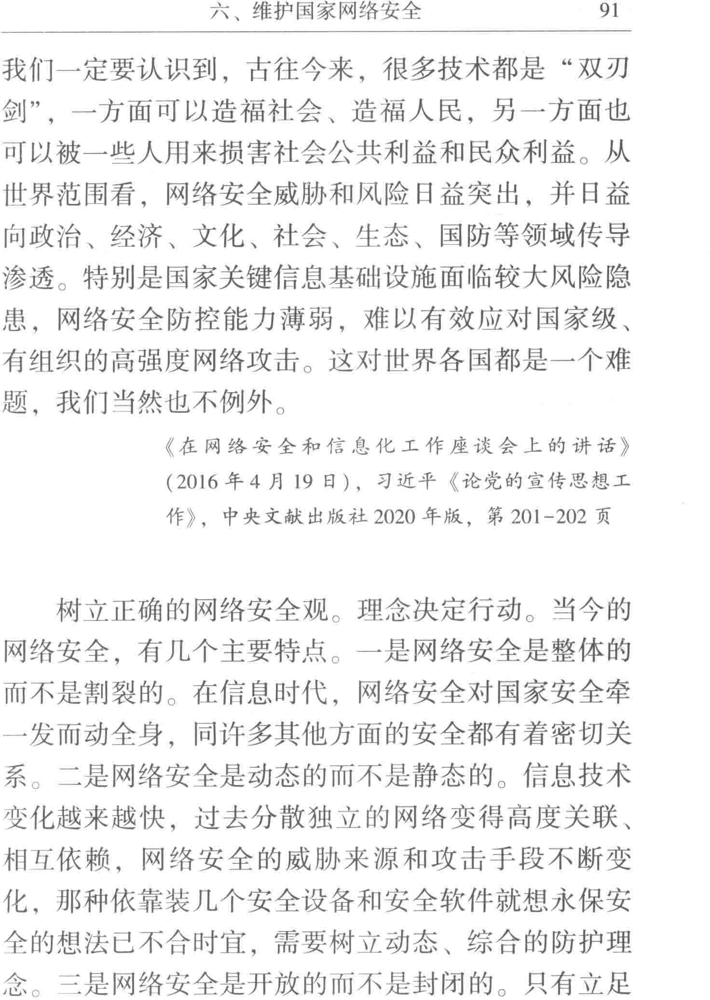 六、维护国家网络安全 91
我们一定要认识到，古往今来，很多技术都是“双刃
剑”，一方面可以造福社会、造福人民，另一方面也
可以被一些人用来损害社会公共利益和民众利益。从
世界范围看，网络安全威胁和风险日益突出，并日益
向政治、经济、文化、社会、生态、国防等领域传导
渗透。特别是国家关键信息基础设施面临较大风险隐
患，网络安全防控能力薄弱，难以有效应对国家级、
有组织的高强度网络攻击。这对世界各国都是一个难
题，我们当然也不例外。
《在网络安全和信息化工作座谈会上的讲话》
（2016 年 4 月 19 日），习近平《论党的宣传思想工
作》，中央文献出版社 2020 年版，第 201-202 页
树立正确的网络安全观。理念决定行动。当今的
网络安全，有几个主要特点。一是网络安全是整体的
而不是割裂的。在信息时代，网络安全对国家安全牵
一发而动全身，同许多其他方面的安全都有着密切关
系。二是网络安全是动态的而不是静态的。信息技术
变化越来越快，过去分散独立的网络变得高度关联、
相互依赖，网络安全的威胁来源和攻击手段不断变
化，那种依靠装几个安全设备和安全软件就想永保安
全的想法已不合时宜，需要树立动态、综合的防护理
念。三是网络安全是开放的而不是封闭的。只有立足